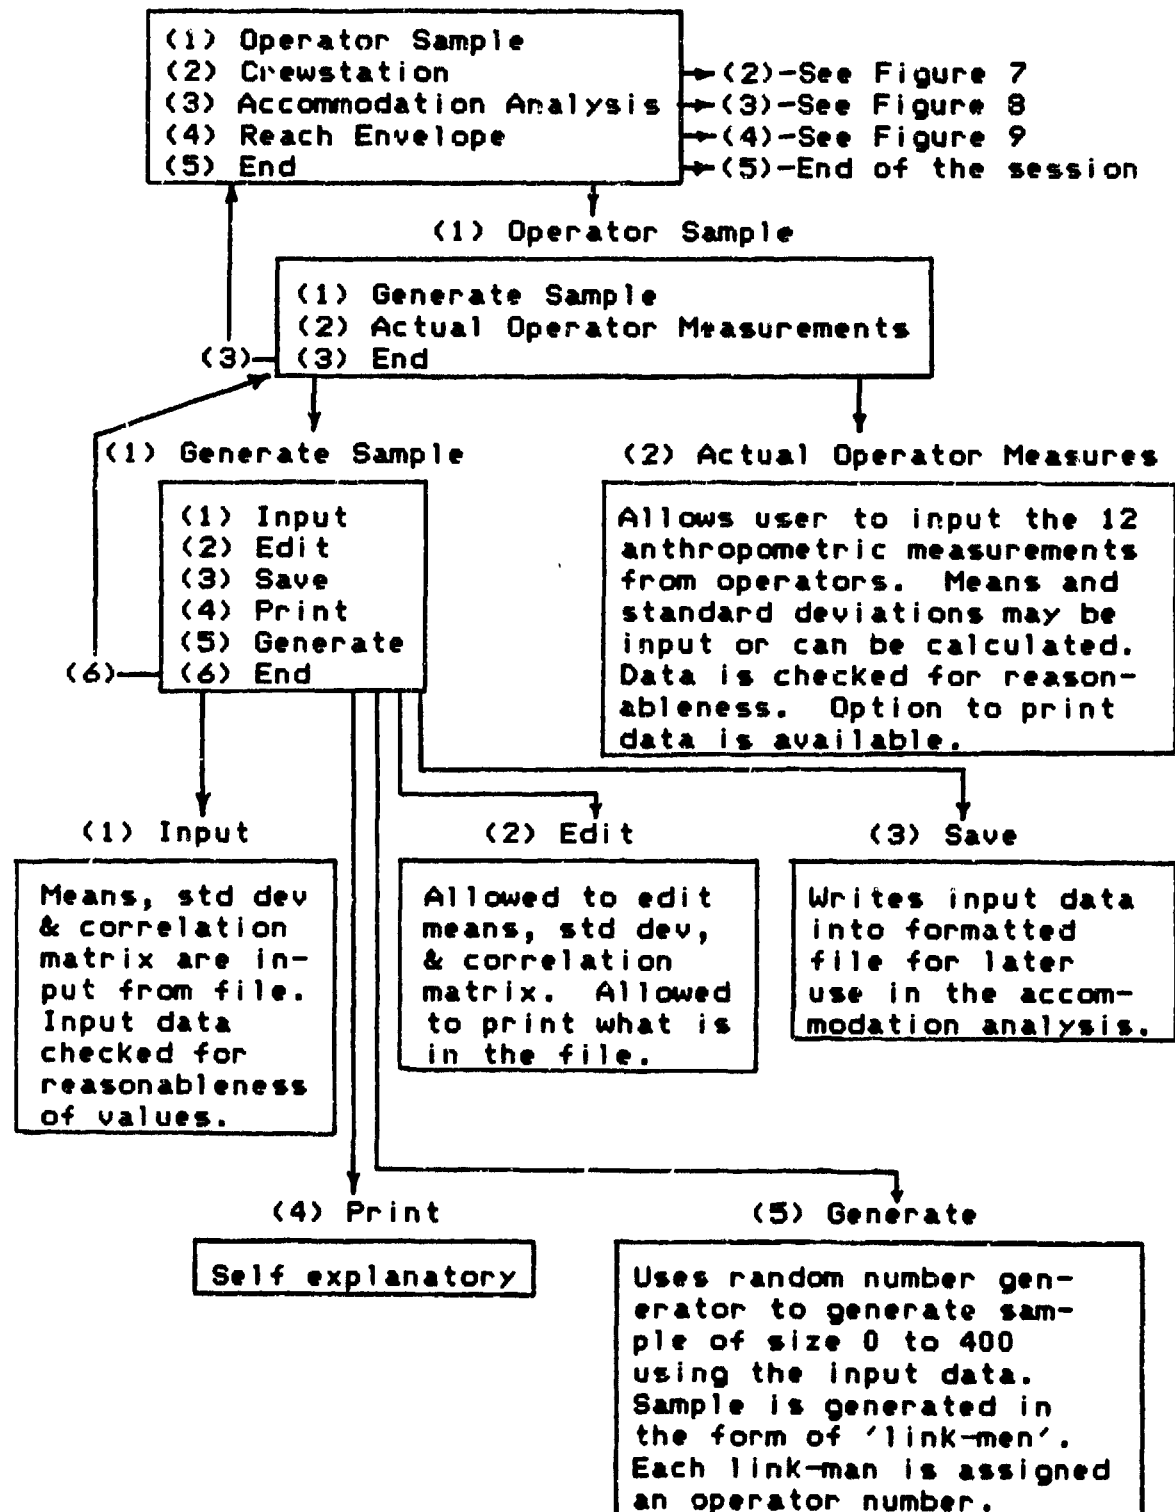 (1) Operator Sample
(2) Crewstation
(3) Accommodation Analysis
(4) Reach Envelope
(5) End
(2)-See Figure 7
(3)-See Figure 8
(4)-See Figure 9
(5)-End of the session
(1) Operator Sample
(1) Generate Sample
(2) Actual Operator Measurements
(3) End
(3)
(1) Generate Sample
(1) Input
(2) Edit
(3) Save
(4) Print
(5) Generate
(6) End
(6)
(2) Actual Operator Measures
Allows user to input the 12
anthropometric measurements
from operators. Means and
standard deviations may be
input or can be calculated.
Data is checked for reason-
ableness. Option to print
data is available.
(1) Input
Means, std dev
& correlation
matrix are in-
put from file.
Input data
checked for
reasonableness
of values.
(2) Edit
Allowed to edit
means, std dev,
& correlation
matrix. Allowed
to print what is
in the file.
(3) Save
Writes input data
into formatted
file for later
use in the accom-
modation analysis.
(4) Print
Self explanatory
(5) Generate
Uses random number gen-
erator to generate sam-
ple of size 0 to 400
using the input data.
Sample is generated in
the form of 'link-men'.
Each link-man is assigned
an operator number.